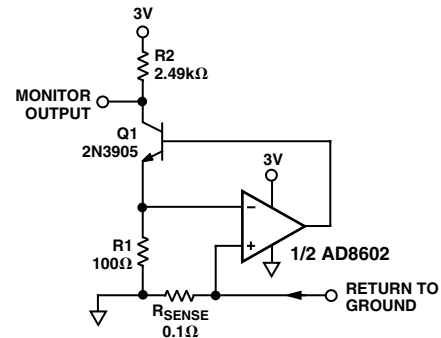 3V
R2
2.49kΩ
MONITOR
OUTPUT
Q1
2N3905
3V
−
+
1/2 AD8602
R1
100Ω
RSENSE
0.1Ω
RETURN TO
GROUND